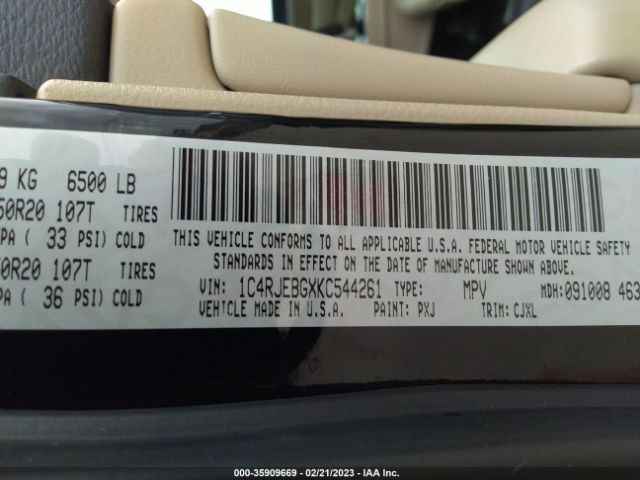 9 KG 6500 LB
50R20 107T TIRES
PA ( 33 PSI) COLD
0R20 107T TIRES
PA ( 36 PSI) COLD
THIS VEHICLE CONFORMS TO ALL APPLICABLE U.S.A. FEDERAL MOTOR VEHICLE SAFETY
STANDARDS IN EFFECT ON THE DATE OF MANUFACTURE SHOWN ABOVE.
VIN: 1C4RJEBGXKC544261 TYPE: MPV MDH:091008 463
VEHICLE MADE IN U.S.A. PAINT: PXJ TRIM: CJXL
000-35909669 - 02/21/2023 - IAA Inc.